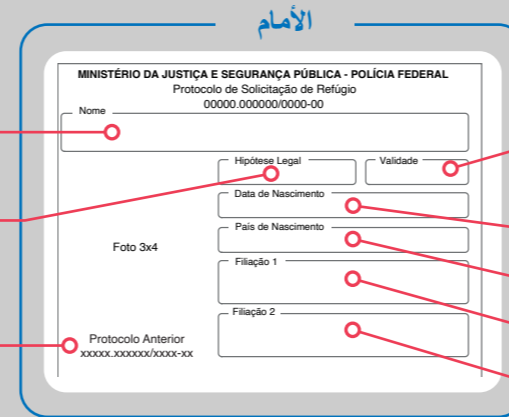 الأمام
MINISTÉRIO DA JUSTIÇA E SEGURANÇA PÚBLICA - POLÍCIA FEDERAL
Protocolo de Solicitação de Refúgio
00000.000000/0000-00
Nome
Hipótese Legal
Validade
Data de Nascimento
País de Nascimento
Foto 3x4
Filiação 1
Filiação 2
Protocolo Anterior
xxxxx.xxxxxx/xxxx-xx